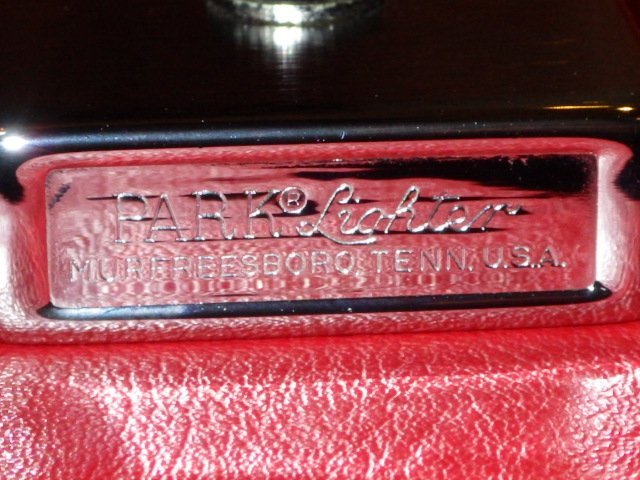 PARK® Lighter
MURFREESBORO, TENN. U.S.A.